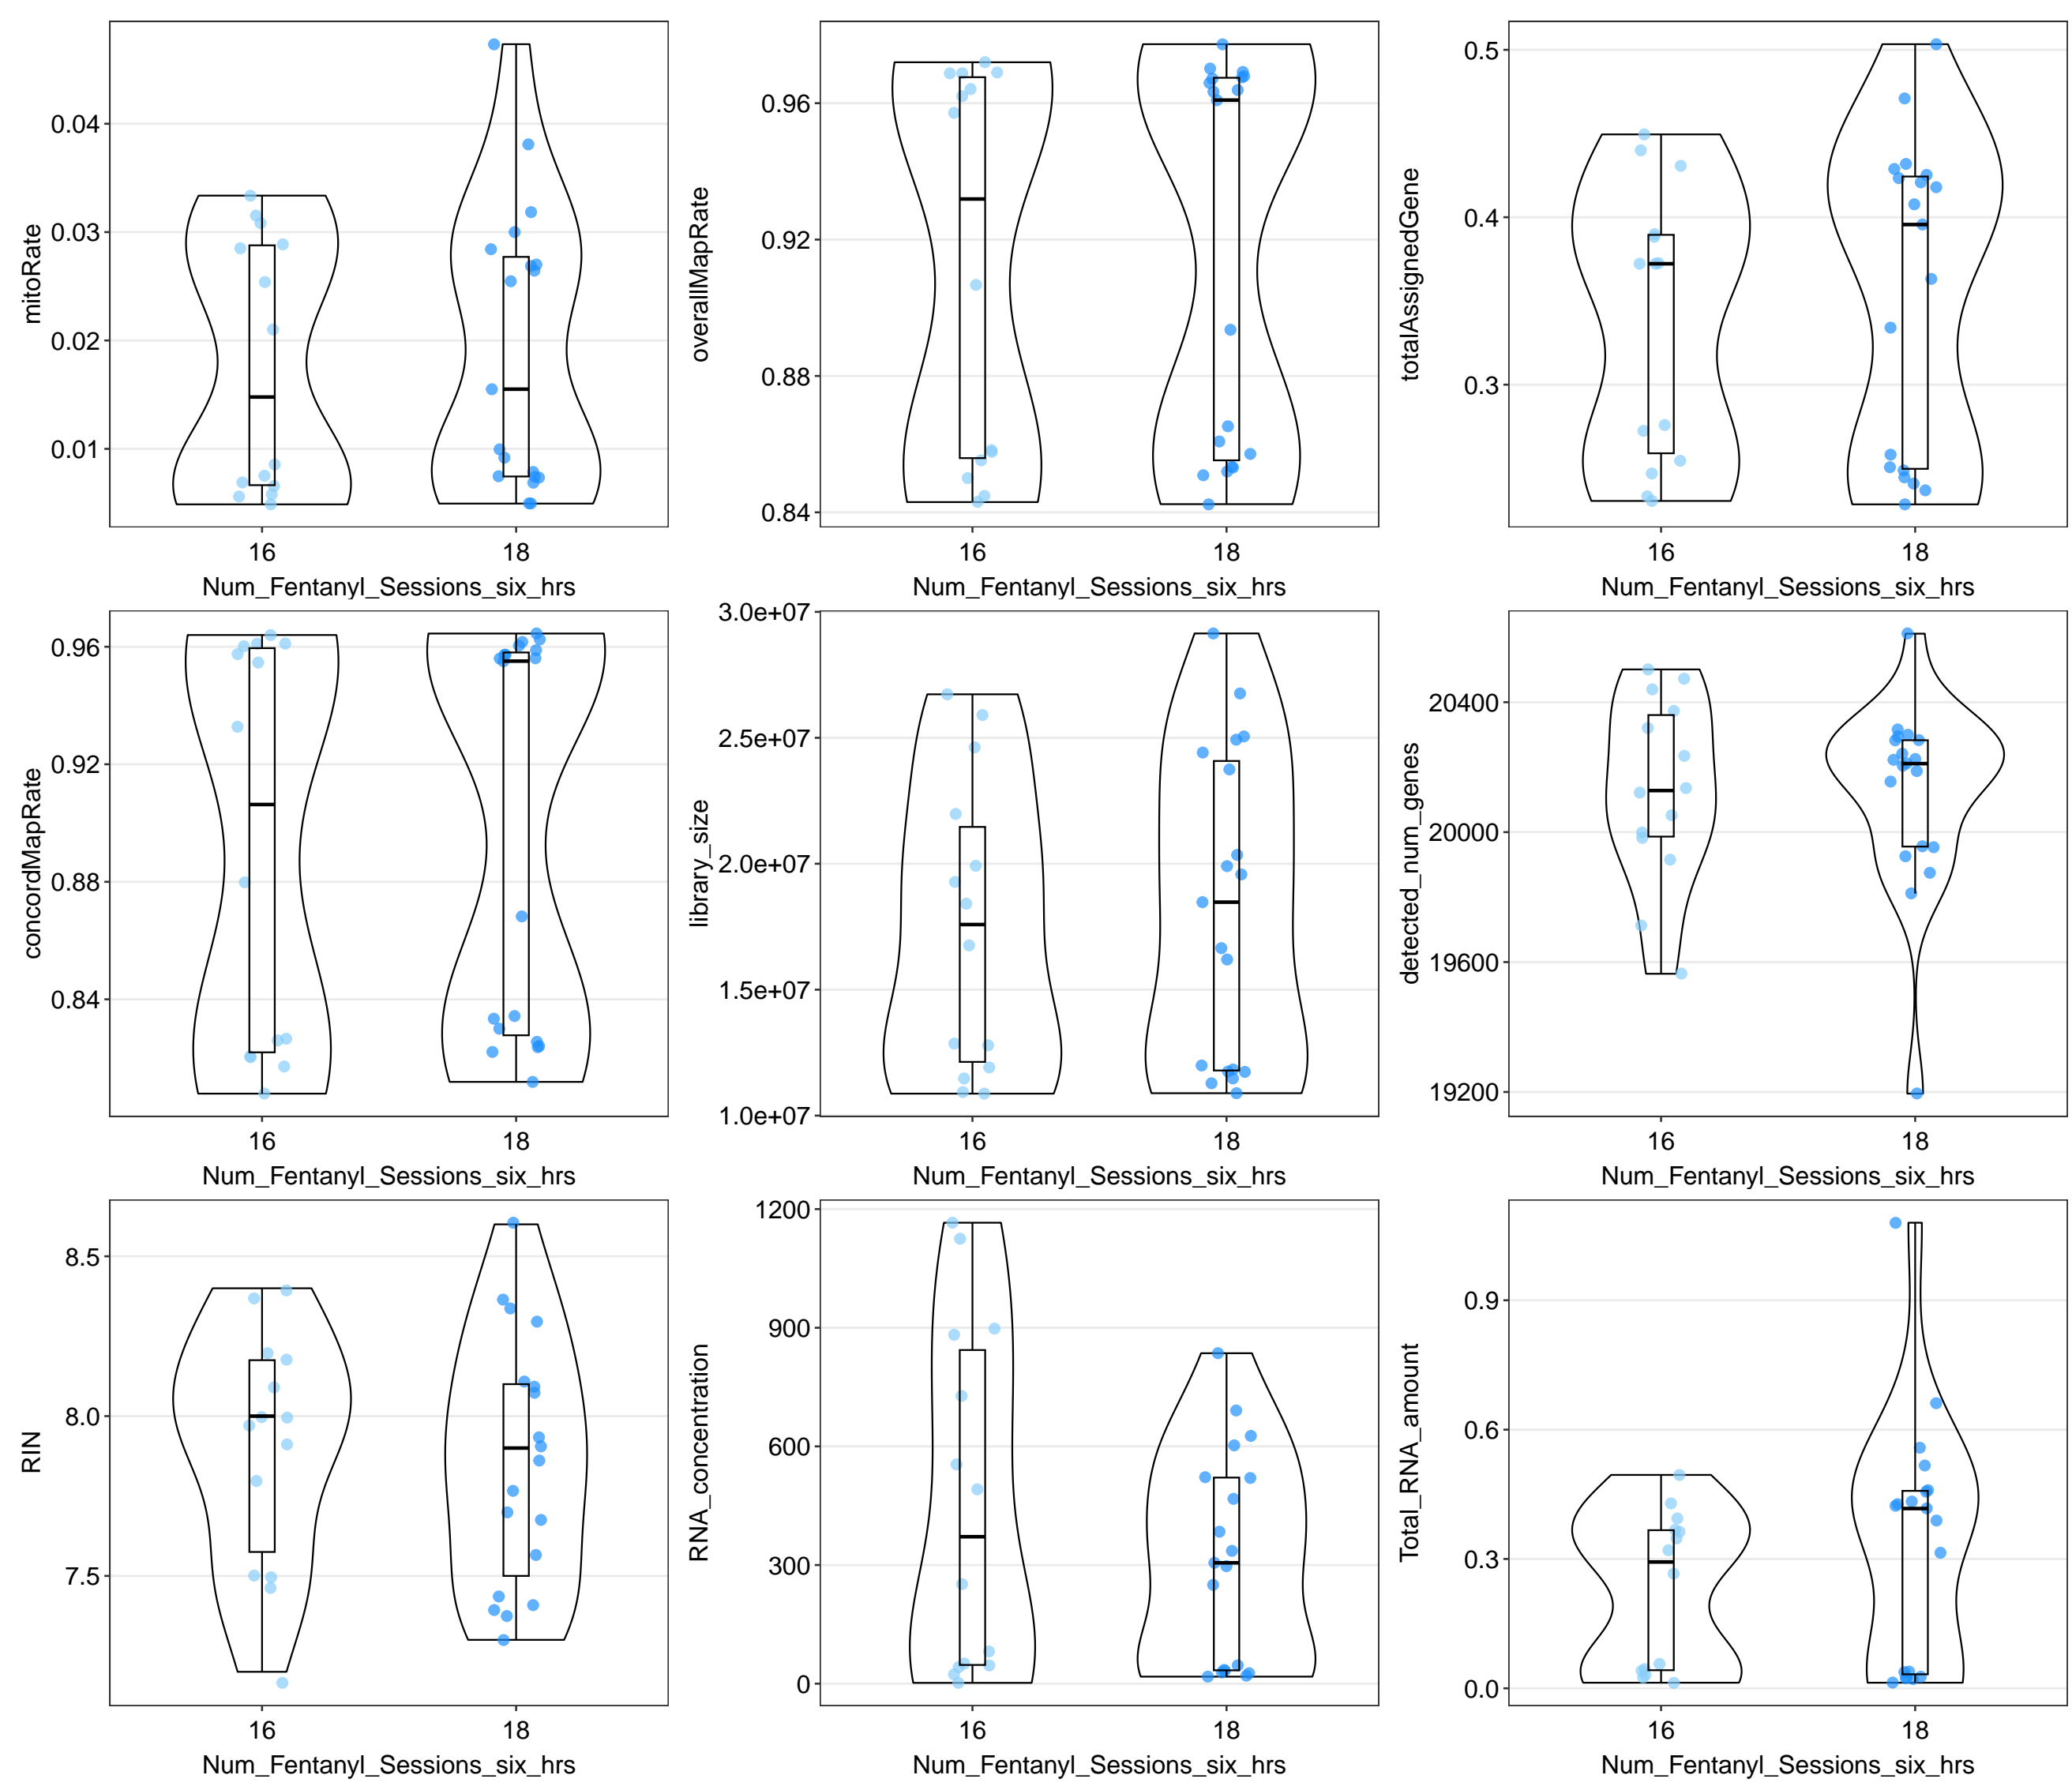 mitoRate
0.04
0.03
0.02
0.01
16 18
Num_Fentanyl_Sessions_six_hrs
overallMapRate
0.96
0.92
0.88
0.84
16 18
Num_Fentanyl_Sessions_six_hrs
totalAssignedGene
0.5
0.4
0.3
16 18
Num_Fentanyl_Sessions_six_hrs
concordMapRate
0.96
0.92
0.88
0.84
16 18
Num_Fentanyl_Sessions_six_hrs
library_size
3.0e+07
2.5e+07
2.0e+07
1.5e+07
1.0e+07
16 18
Num_Fentanyl_Sessions_six_hrs
detected_num_genes
20400
20000
19600
19200
16 18
Num_Fentanyl_Sessions_six_hrs
RIN
8.5
8.0
7.5
16 18
Num_Fentanyl_Sessions_six_hrs
RNA_concentration
1200
900
600
300
0
16 18
Num_Fentanyl_Sessions_six_hrs
Total_RNA_amount
0.9
0.6
0.3
0.0
16 18
Num_Fentanyl_Sessions_six_hrs